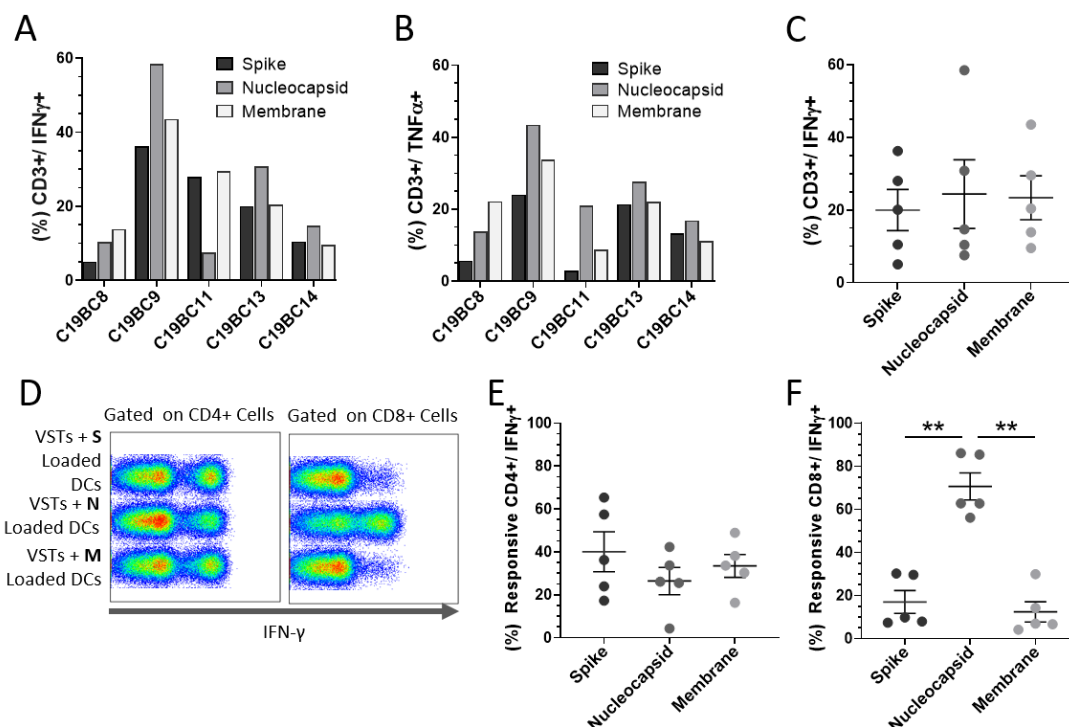 A
(%) CD3+/ IFNγ+
60
40
20
0
Spike
Nucleocapsid
Membrane
C19BC8
C19BC9
C19BC11
C19BC13
C19BC14
B
(%) CD3+/ TNFα+
60
40
20
0
Spike
Nucleocapsid
Membrane
C19BC8
C19BC9
C19BC11
C19BC13
C19BC14
C
(%) CD3+/ IFNγ+
60
40
20
0
Spike
Nucleocapsid
Membrane
D
Gated on CD4+ Cells
Gated on CD8+ Cells
VSTs + S
Loaded
DCs
VSTs + N
Loaded DCs
VSTs + M
Loaded DCs
IFN-γ
E
(%) Responsive CD4+/ IFNγ+
100
80
60
40
20
0
Spike
Nucleocapsid
Membrane
F
(%) Responsive CD8+/ IFNγ+
100
80
60
40
20
0
** **
Spike
Nucleocapsid
Membrane